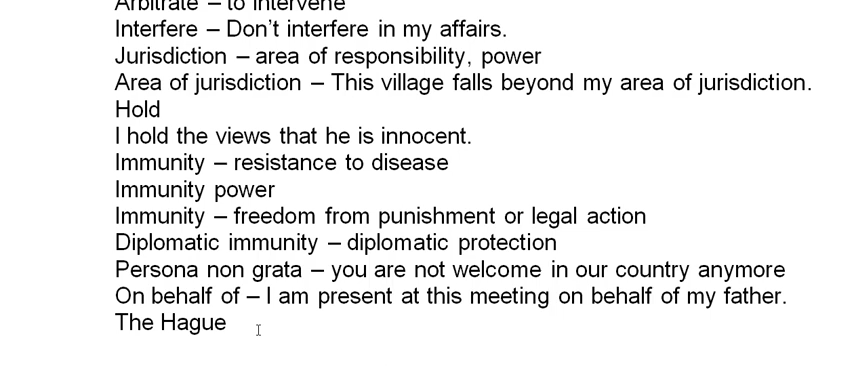 Arbitrate – to intervene
Interfere – Don’t interfere in my affairs.
Jurisdiction – area of responsibility, power
Area of jurisdiction – This village falls beyond my area of jurisdiction.
Hold
I hold the views that he is innocent.
Immunity – resistance to disease
Immunity power
Immunity – freedom from punishment or legal action
Diplomatic immunity – diplomatic protection
Persona non grata – you are not welcome in our country anymore
On behalf of – I am present at this meeting on behalf of my father.
The Hague